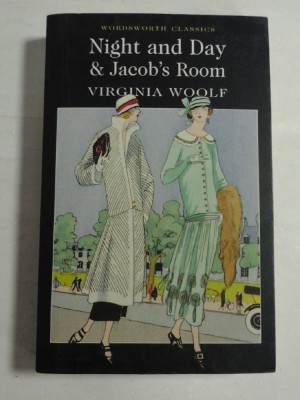 WORDSWORTH CLASSICS
Night and Day
& Jacob's Room
VIRGINIA WOOLF